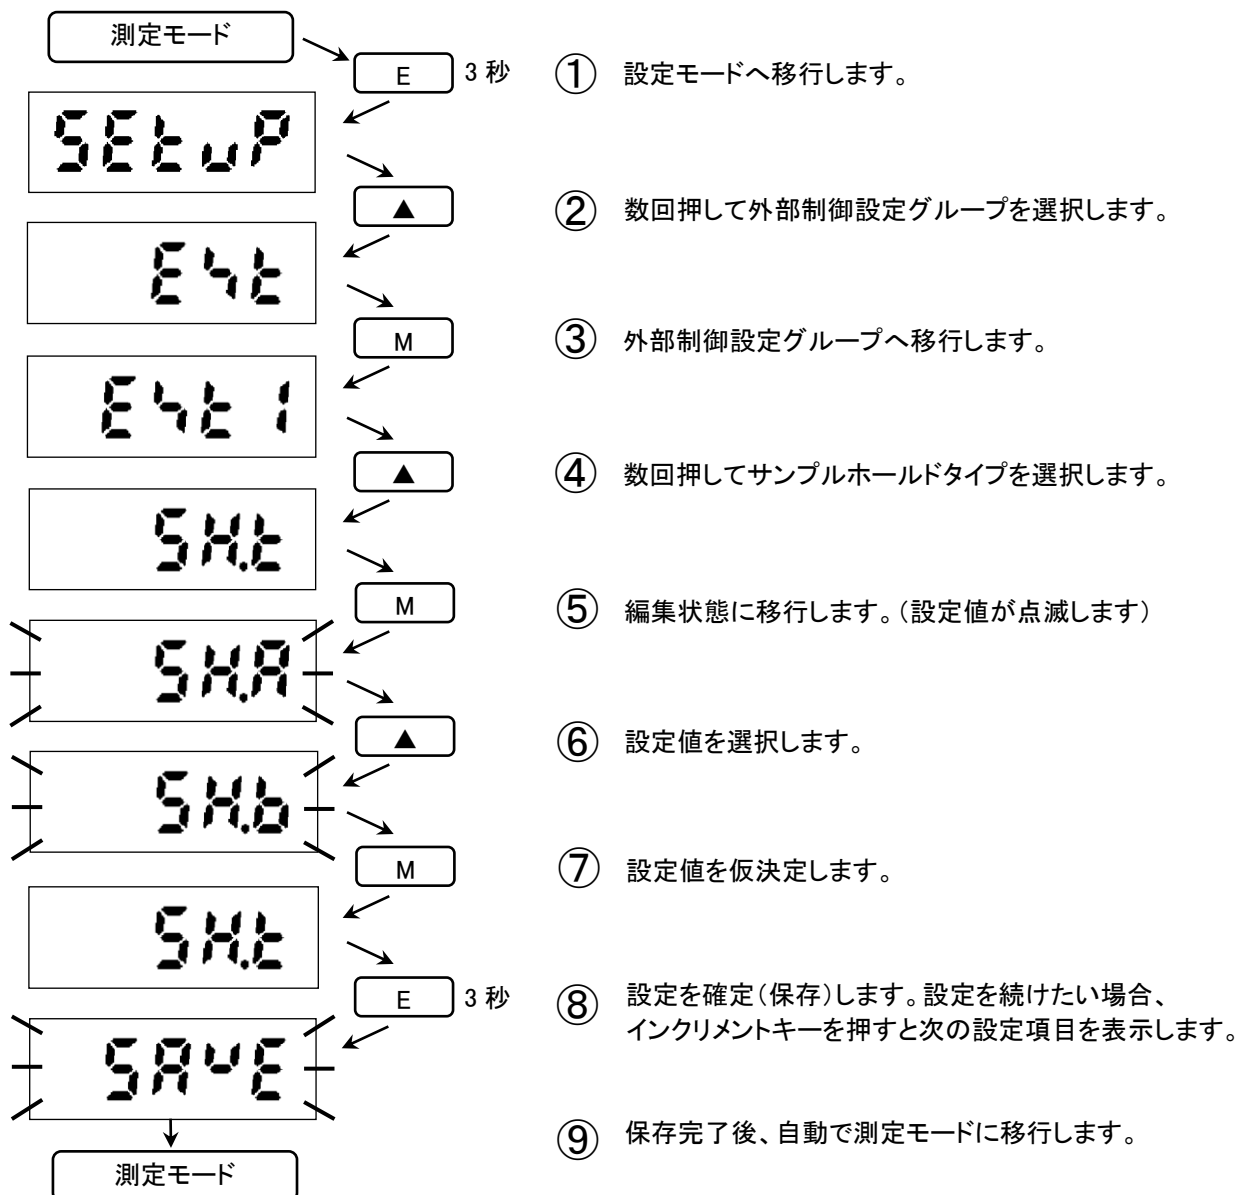 測定モード
E 3 秒 ① 設定モードへ移行します。
SEtuP
▲ ② 数回押して外部制御設定グループを選択します。
Ext
M ③ 外部制御設定グループへ移行します。
Ext 1
▲ ④ 数回押してサンプルホールドタイプを選択します。
SH.t
M ⑤ 編集状態に移行します。（設定値が点滅します）
SH.A
▲ ⑥ 設定値を選択します。
SH.b
M ⑦ 設定値を仮決定します。
SH.t
E 3 秒 ⑧ 設定を確定（保存）します。設定を続けたい場合、
インクリメントキーを押すと次の設定項目を表示します。
SAvE
⑨ 保存完了後、自動で測定モードに移行します。
測定モード